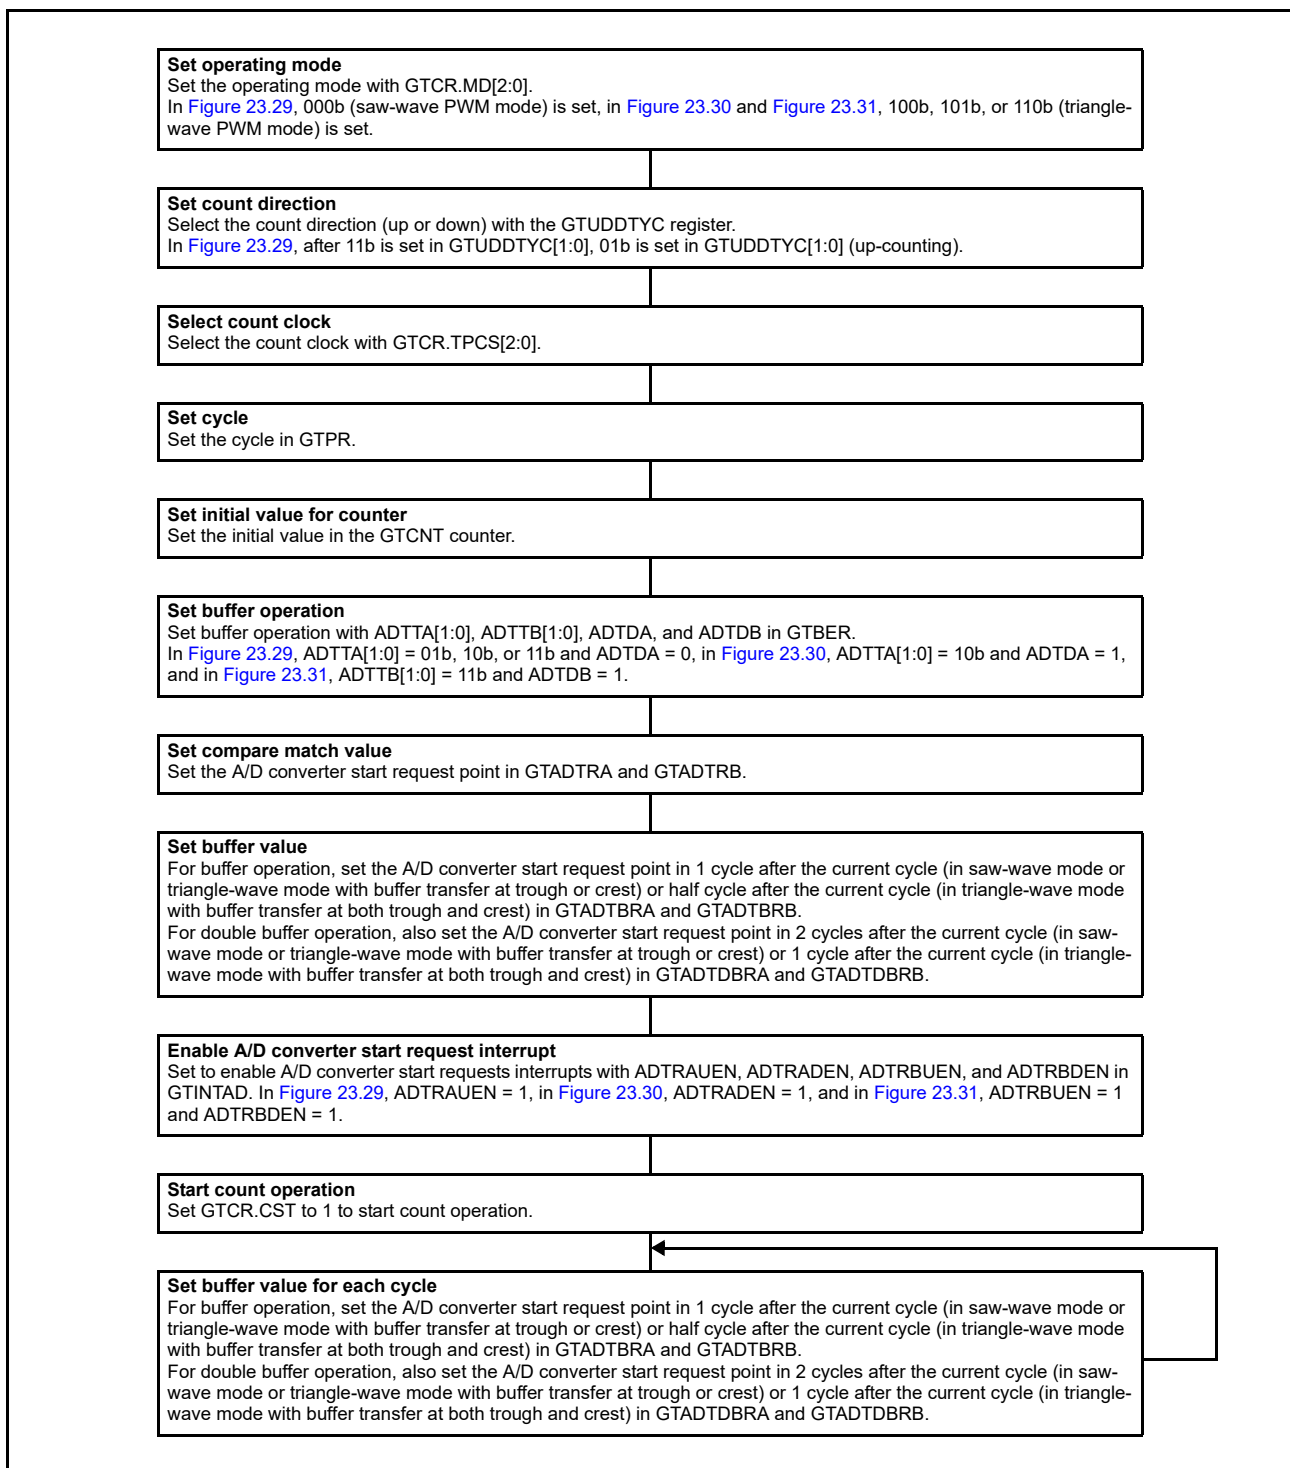 Set operating mode
Set the operating mode with GTCR.MD[2:0].
In Figure 23.29, 000b (saw-wave PWM mode) is set, in Figure 23.30 and Figure 23.31, 100b, 101b, or 110b (triangle-
wave PWM mode) is set.
Set count direction
Select the count direction (up or down) with the GTUDDTYC register.
In Figure 23.29, after 11b is set in GTUDDTYC[1:0], 01b is set in GTUDDTYC[1:0] (up-counting).
Select count clock
Select the count clock with GTCR.TPCS[2:0].
Set cycle
Set the cycle in GTPR.
Set initial value for counter
Set the initial value in the GTCNT counter.
Set buffer operation
Set buffer operation with ADTTA[1:0], ADTTB[1:0], ADTDA, and ADTDB in GTBER.
In Figure 23.29, ADTTA[1:0] = 01b, 10b, or 11b and ADTDA = 0, in Figure 23.30, ADTTA[1:0] = 10b and ADTDA = 1,
and in Figure 23.31, ADTTB[1:0] = 11b and ADTDB = 1.
Set compare match value
Set the A/D converter start request point in GTADTRA and GTADTRB.
Set buffer value
For buffer operation, set the A/D converter start request point in 1 cycle after the current cycle (in saw-wave mode or
triangle-wave mode with buffer transfer at trough or crest) or half cycle after the current cycle (in triangle-wave mode
with buffer transfer at both trough and crest) in GTADTBRA and GTADTBRB.
For double buffer operation, also set the A/D converter start request point in 2 cycles after the current cycle (in saw-
wave mode or triangle-wave mode with buffer transfer at trough or crest) or 1 cycle after the current cycle (in triangle-
wave mode with buffer transfer at both trough and crest) in GTADTDBRA and GTADTDBRB.
Enable A/D converter start request interrupt
Set to enable A/D converter start requests interrupts with ADTRAUEN, ADTRADEN, ADTRBUEN, and ADTRBDEN in
GTINTAD. In Figure 23.29, ADTRAUEN = 1, in Figure 23.30, ADTRADEN = 1, and in Figure 23.31, ADTRBUEN = 1
and ADTRBDEN = 1.
Start count operation
Set GTCR.CST to 1 to start count operation.
Set buffer value for each cycle
For buffer operation, set the A/D converter start request point in 1 cycle after the current cycle (in saw-wave mode or
triangle-wave mode with buffer transfer at trough or crest) or half cycle after the current cycle (in triangle-wave mode
with buffer transfer at both trough and crest) in GTADTBRA and GTADTBRB.
For double buffer operation, also set the A/D converter start request point in 2 cycles after the current cycle (in saw-
wave mode or triangle-wave mode with buffer transfer at trough or crest) or 1 cycle after the current cycle (in triangle-
wave mode with buffer transfer at both trough and crest) in GTADTDBRA and GTADTDBRB.